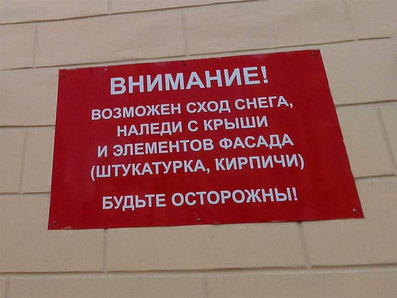 ВНИМАНИЕ!
ВОЗМОЖЕН СХОД СНЕГА,
НАЛЕДИ С КРЫШИ
И ЭЛЕМЕНТОВ ФАСАДА
(ШТУКАТУРКА, КИРПИЧИ)
БУДЬТЕ ОСТОРОЖНЫ!